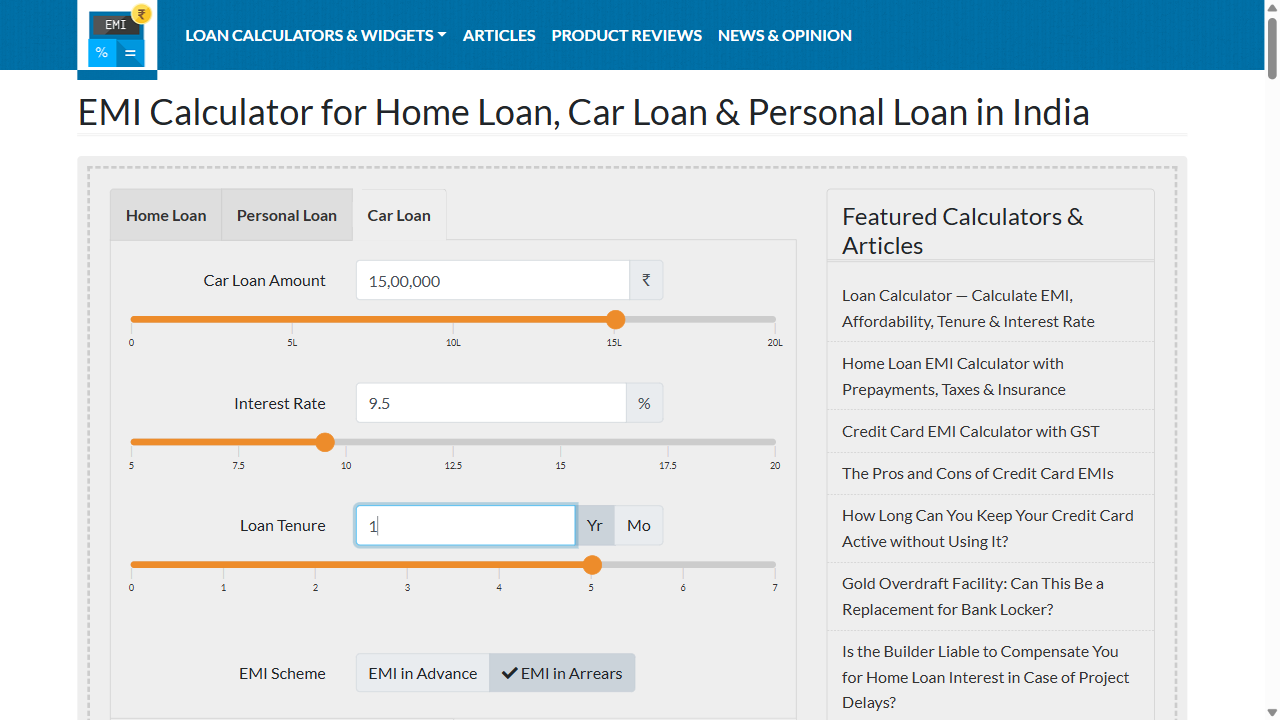 EMI
₹
%
=
LOAN CALCULATORS & WIDGETS
ARTICLES
PRODUCT REVIEWS
NEWS & OPINION
EMI Calculator for Home Loan, Car Loan & Personal Loan in India
Home Loan
Personal Loan
Car Loan
Car Loan Amount
15,00,000
₹
0
5L
10L
15L
20L
Interest Rate
9.5
%
5
7.5
10
12.5
15
17.5
20
Loan Tenure
1
Yr
Mo
0
1
2
3
4
5
6
7
EMI Scheme
EMI in Advance
EMI in Arrears
Featured Calculators &
Articles
Loan Calculator — Calculate EMI,
Affordability, Tenure & Interest Rate
Home Loan EMI Calculator with
Prepayments, Taxes & Insurance
Credit Card EMI Calculator with GST
The Pros and Cons of Credit Card EMIs
How Long Can You Keep Your Credit Card
Active without Using It?
Gold Overdraft Facility: Can This Be a
Replacement for Bank Locker?
Is the Builder Liable to Compensate You
for Home Loan Interest in Case of Project
Delays?